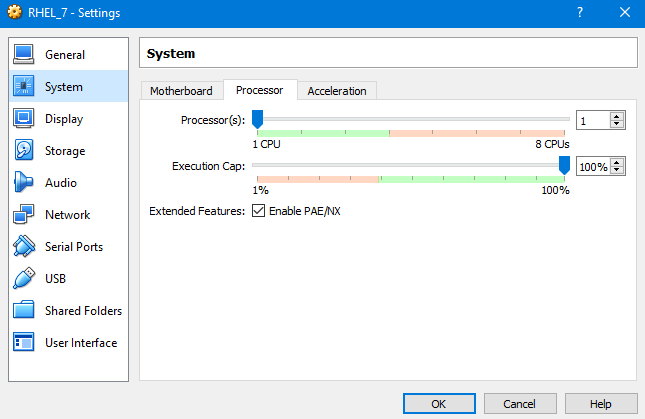 RHEL_7 - Settings
?
General
System
Display
Storage
Audio
Network
Serial Ports
USB
Shared Folders
User Interface
System
Motherboard Processor Acceleration
Processor(s): 1
1 CPU 8 CPUs
Execution Cap: 100%
1% 100%
Extended Features: Enable PAE/NX
OK Cancel Help